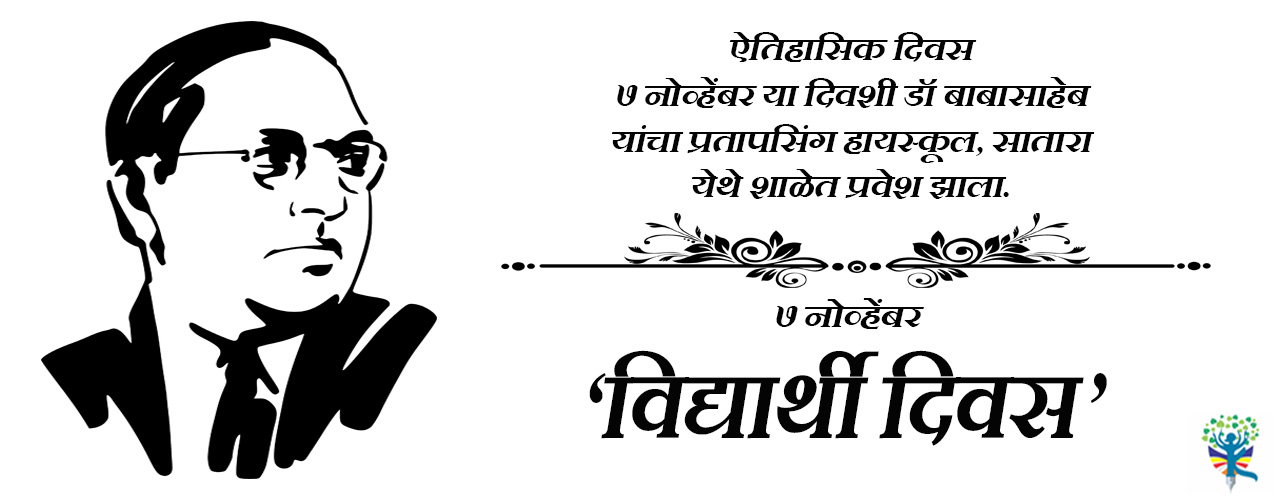 ऐतिहासिक दिवस
७ नोव्हेंबर या दिवशी डॉ बाबासाहेब
यांचा प्रतापसिंग हायस्कूल, सातारा
येथे शाळेत प्रवेश झाला.
७ नोव्हेंबर
‘विद्यार्थी दिवस’